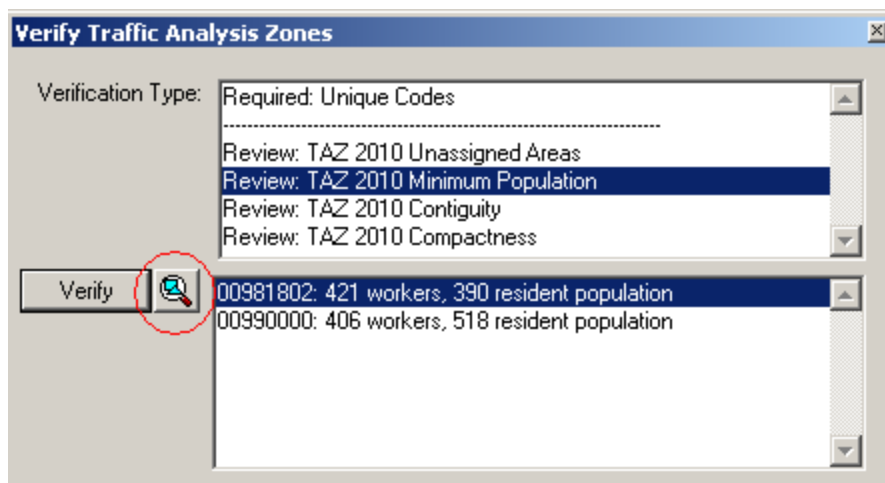 Verify Traffic Analysis Zones
Verification Type:
Required: Unique Codes
-----------------------------------------------------------------------
Review: TAZ 2010 Unassigned Areas
Review: TAZ 2010 Minimum Population
Review: TAZ 2010 Contiguity
Review: TAZ 2010 Compactness
Verify
00981802: 421 workers, 390 resident population
00990000: 406 workers, 518 resident population